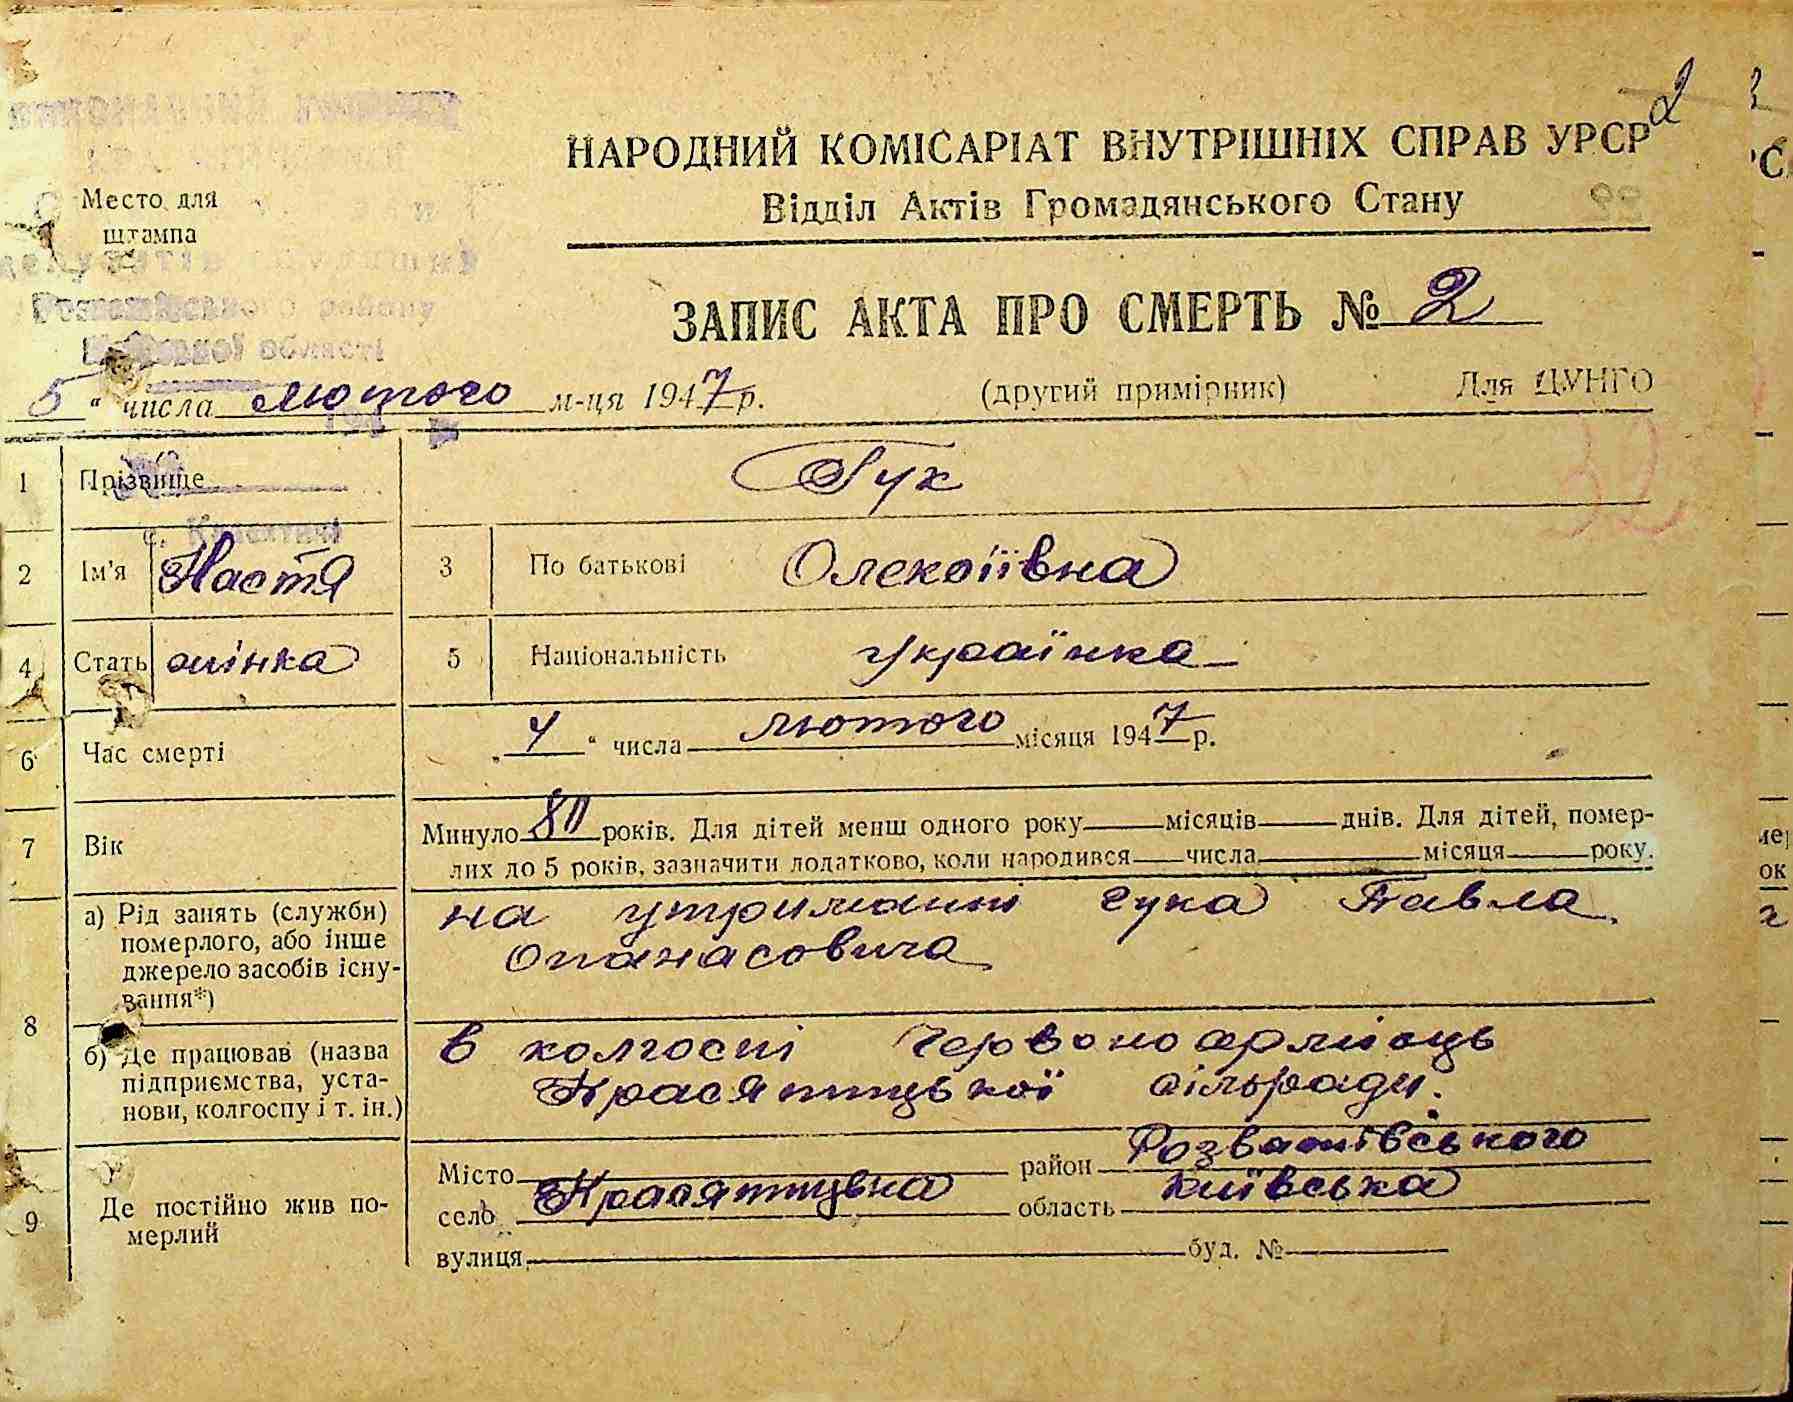 2
НАРОДНИЙ КОМІСАРІАТ ВНУТРІШНІХ СПРАВ УРСР
Відділ Актів Громадянського Стану
Место для
штампа
району
області
ЗАПИС АКТА ПРО СМЕРТЬ № 2
5 " числа лютого м-ця 1947 р.
(другий примірник) Для ЦУНГО
32
1 Прізвище Гук
2 Ім'я Настя 3 По батькові Олексіївна
4 Стать жінка 5 Національність українка
6 Час смерті „ 4 " числа лютого місяця 1947 р.
7 Вік Минуло 80 років. Для дітей менш одного року місяців днів. Для дітей, помер-
лих до 5 років, зазначити додатково, коли народився числа місяця року.
8 а) Рід занять (служби)
померлого, або інше
джерело засобів існу-
вання*)
на утриманні Гука Павла
Опанасовича
б) Де працював (назва
підприємства, уста-
нови, колгоспу і т. ін.)
в колгоспі Червоноармієць
Красятицької сільради.
9 Де постійно жив по-
мерлий
Місто район Розважівського
село область київська
вулиця буд. №